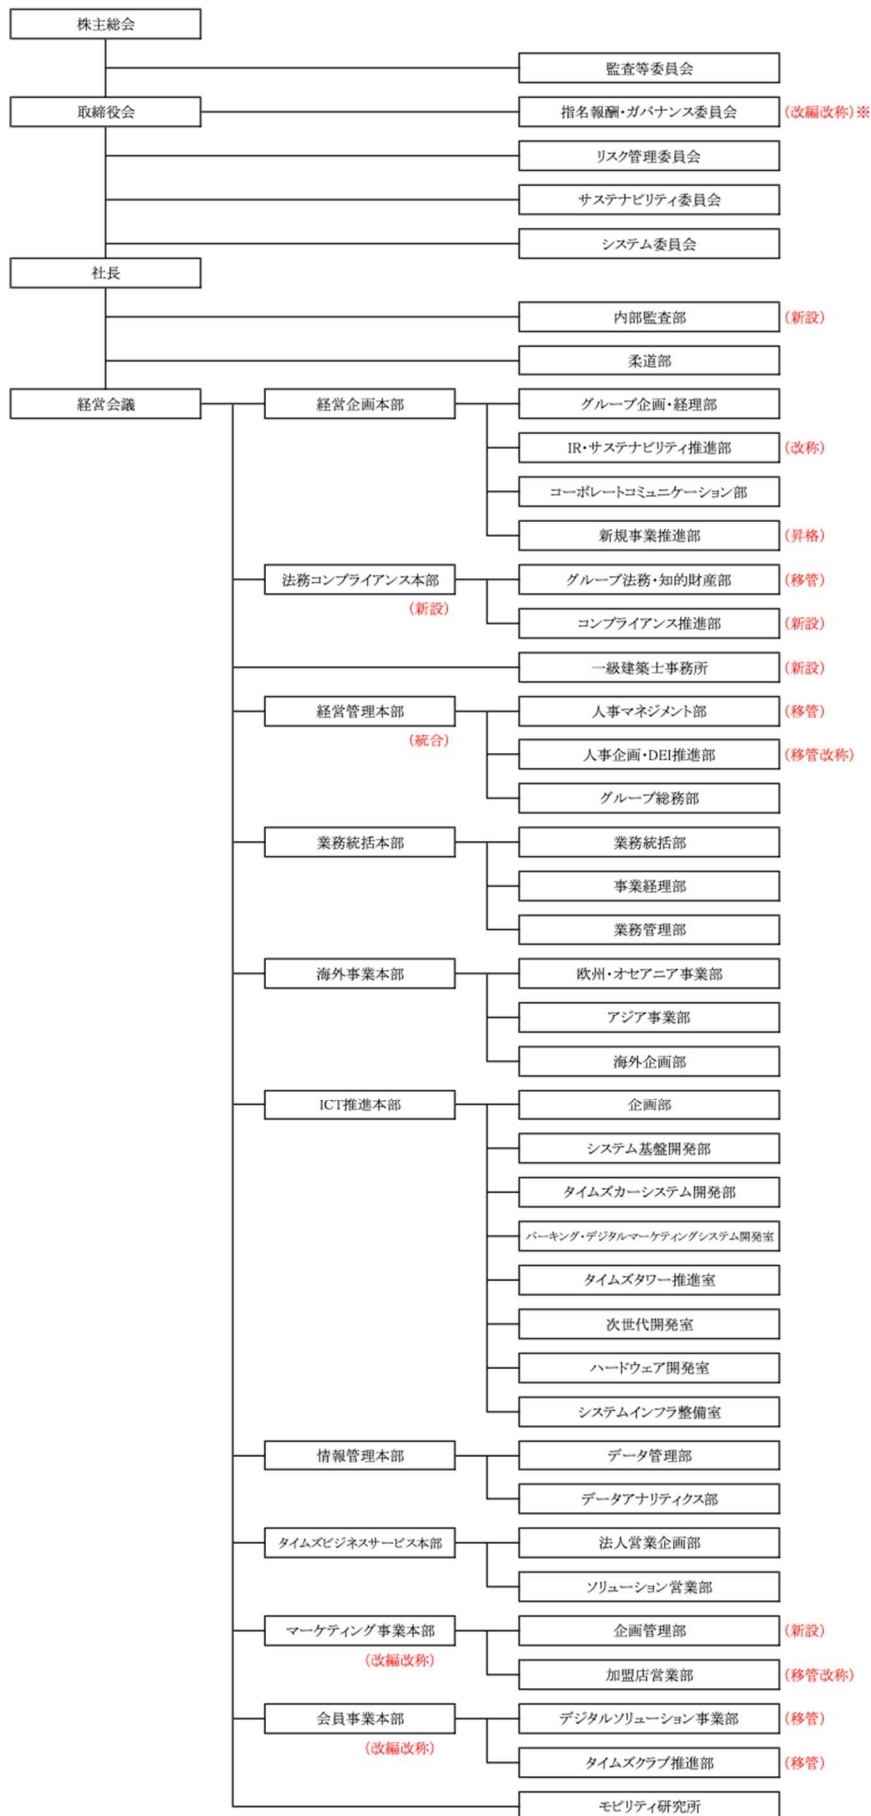 株主総会
監査等委員会
取締役会 指名報酬・ガバナンス委員会 (改編改称)※
リスク管理委員会
サステナビリティ委員会
システム委員会
社長
内部監査部 (新設)
柔道部
経営会議 経営企画本部 グループ企画・経理部
IR・サステナビリティ推進部 (改称)
コーポレートコミュニケーション部
新規事業推進部 (昇格)
法務コンプライアンス本部 グループ法務・知的財産部 (移管)
(新設)
コンプライアンス推進部 (新設)
一級建築士事務所 (新設)
経営管理本部 人事マネジメント部 (移管)
(統合)
人事企画・DEI推進部 (移管改称)
グループ総務部
業務統括本部 業務統括部
事業経理部
業務管理部
海外事業本部 欧州・オセアニア事業部
アジア事業部
海外企画部
ICT推進本部 企画部
システム基盤開発部
タイムズカーシステム開発部
パーキング・デジタルマーケティングシステム開発室
タイムズタワー推進室
次世代開発室
ハードウェア開発室
システムインフラ整備室
情報管理本部 データ管理部
データアナリティクス部
タイムズビジネスサービス本部 法人営業企画部
ソリューション営業部
マーケティング事業本部 企画管理部 (新設)
(改編改称)
加盟店営業部 (移管改称)
会員事業本部 デジタルソリューション事業部 (移管)
(改編改称)
タイムズクラブ推進部 (移管)
モビリティ研究所